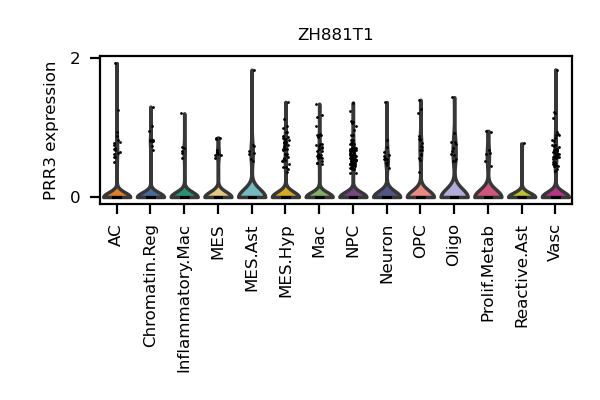 ZH881T1
PRR3 expression
2
0
AC
Chromatin.Reg
Inflammatory.Mac
MES
MES.Ast
MES.Hyp
Mac
NPC
Neuron
OPC
Oligo
Prolif.Metab
Reactive.Ast
Vasc